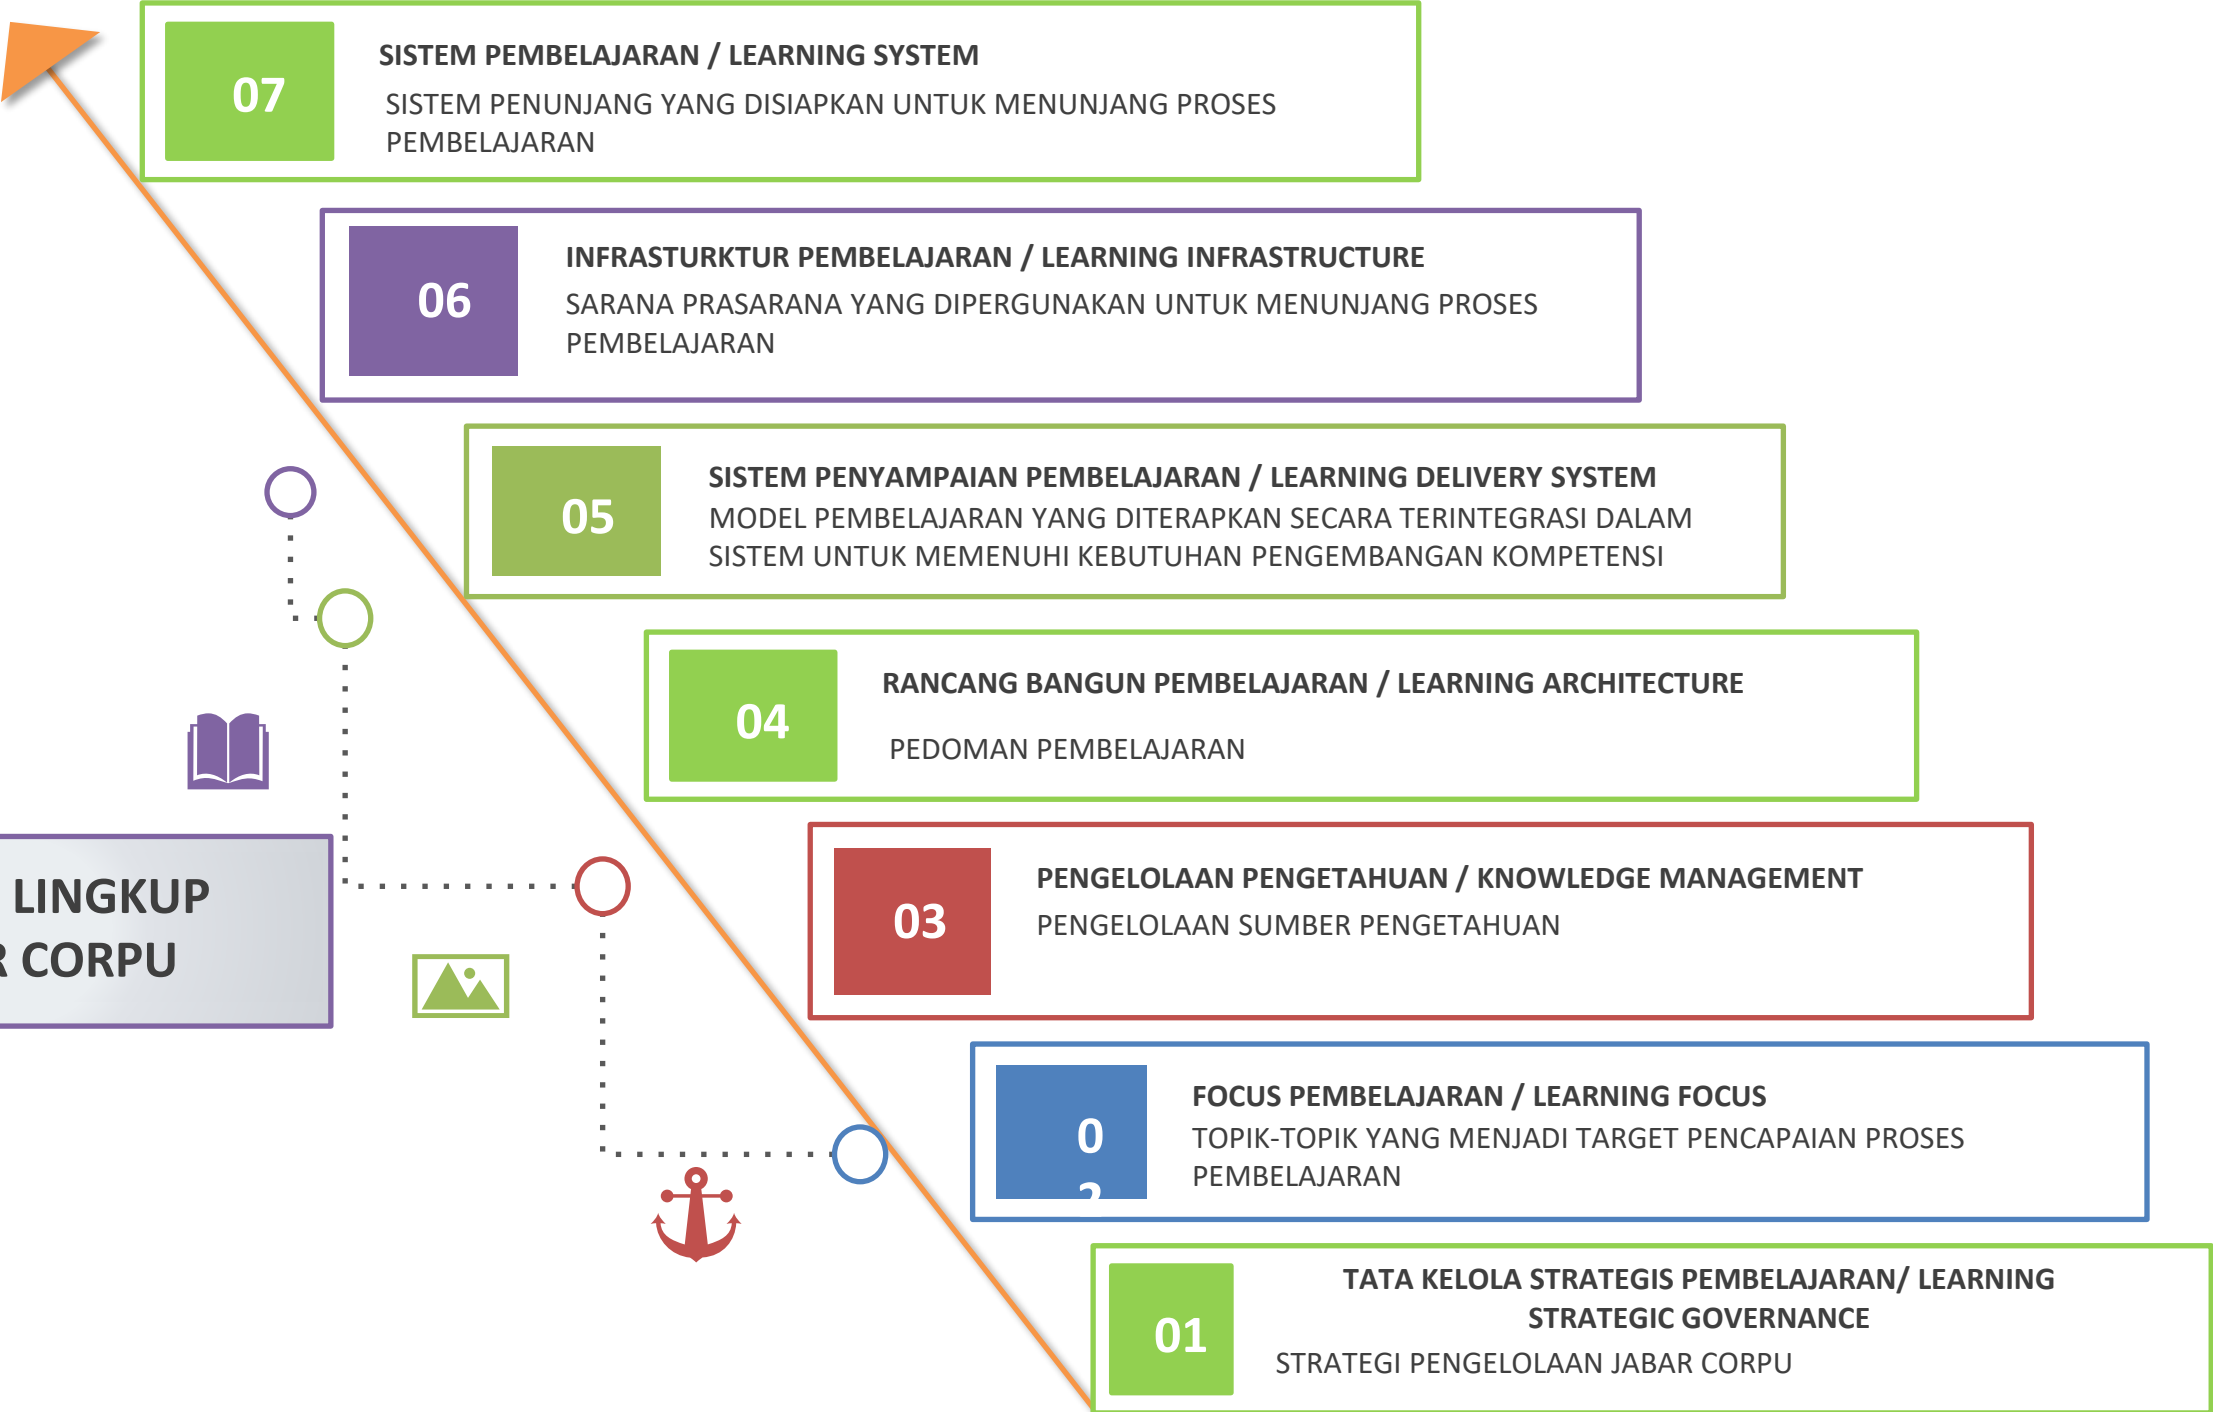 07
SISTEM PEMBELAJARAN / LEARNING SYSTEM
SISTEM PENUNJANG YANG DISIAPKAN UNTUK MENUNJANG PROSES
PEMBELAJARAN
06
INFRASTURKTUR PEMBELAJARAN / LEARNING INFRASTRUCTURE
SARANA PRASARANA YANG DIPERGUNAKAN UNTUK MENUNJANG PROSES
PEMBELAJARAN
05
SISTEM PENYAMPAIAN PEMBELAJARAN / LEARNING DELIVERY SYSTEM
MODEL PEMBELAJARAN YANG DITERAPKAN SECARA TERINTEGRASI DALAM
SISTEM UNTUK MEMENUHI KEBUTUHAN PENGEMBANGAN KOMPETENSI
04
RANCANG BANGUN PEMBELAJARAN / LEARNING ARCHITECTURE
PEDOMAN PEMBELAJARAN
LINGKUP
R CORPU
03
PENGELOLAAN PENGETAHUAN / KNOWLEDGE MANAGEMENT
PENGELOLAAN SUMBER PENGETAHUAN
0
2
FOCUS PEMBELAJARAN / LEARNING FOCUS
TOPIK-TOPIK YANG MENJADI TARGET PENCAPAIAN PROSES
PEMBELAJARAN
01
TATA KELOLA STRATEGIS PEMBELAJARAN/ LEARNING
STRATEGIC GOVERNANCE
STRATEGI PENGELOLAAN JABAR CORPU